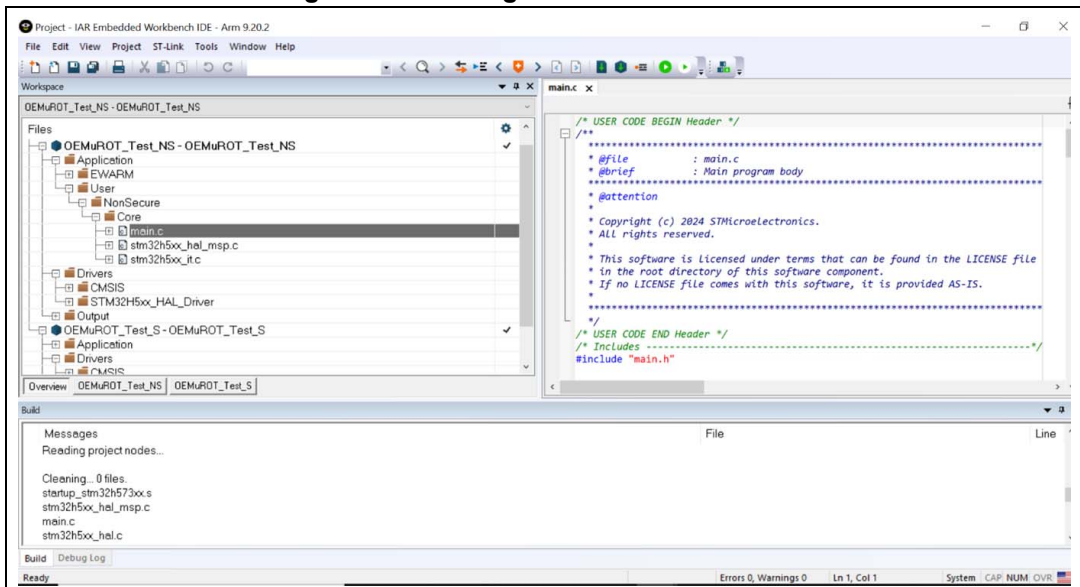 Project - IAR Embedded Workbench IDE - Arm 9.20.2
File Edit View Project ST-Link Tools Window Help
Workspace
OEMuROT_Test_NS - OEMuROT_Test_NS
Files
OEMuROT_Test_NS - OEMuROT_Test_NS
Application
EWARM
User
NonSecure
Core
main.c
stm32h5xx_hal_msp.c
stm32h5xx_it.c
Drivers
CMSIS
STM32H5xx_HAL_Driver
Output
OEMuROT_Test_S - OEMuROT_Test_S
Application
Drivers
CMSIS
Overview OEMuROT_Test_NS OEMuROT_Test_S
main.c
/* USER CODE BEGIN Header */
/**
******************************************************************************
* @file : main.c
* @brief : Main program body
******************************************************************************
* @attention
*
* Copyright (c) 2024 STMicroelectronics.
* All rights reserved.
*
* This software is licensed under terms that can be found in the LICENSE file
* in the root directory of this software component.
* If no LICENSE file comes with this software, it is provided AS-IS.
*
******************************************************************************
*/
/* USER CODE END Header */
/* Includes ------------------------------------------------------------------*/
#include "main.h"
Build
Messages File Line
Reading project nodes...
Cleaning... 0 files.
startup_stm32h573xx.s
stm32h5xx_hal_msp.c
main.c
stm32h5xx_hal.c
Build Debug Log
Ready Errors 0, Warnings 0 Ln 1, Col 1 System CAP NUM OVR